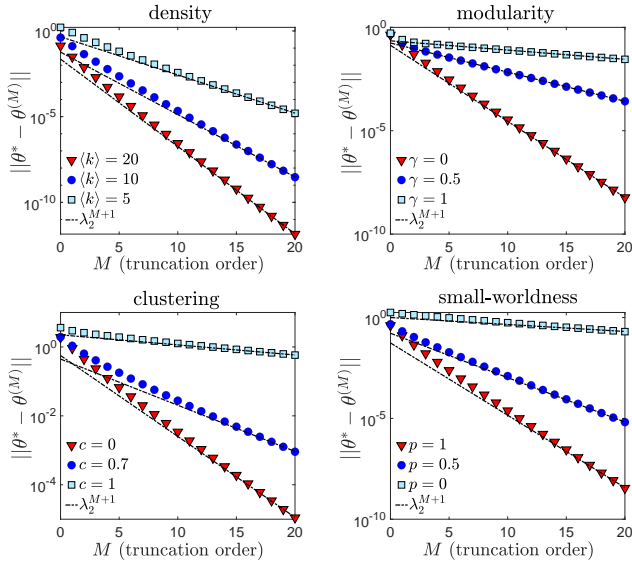 density
||θ* − θ^(M)||
10^0
10^-5
10^-10
⟨k⟩ = 20
⟨k⟩ = 10
⟨k⟩ = 5
λ_2^{M+1}
0 5 10 15 20
M (truncation order)
modularity
||θ* − θ^(M)||
10^0
10^-5
10^-10
γ = 0
γ = 0.5
γ = 1
λ_2^{M+1}
0 5 10 15 20
M (truncation order)
clustering
||θ* − θ^(M)||
10^0
10^-2
10^-4
c = 0
c = 0.7
c = 1
λ_2^{M+1}
0 5 10 15 20
M (truncation order)
small-worldness
||θ* − θ^(M)||
10^0
10^-5
10^-10
p = 1
p = 0.5
p = 0
λ_2^{M+1}
0 5 10 15 20
M (truncation order)